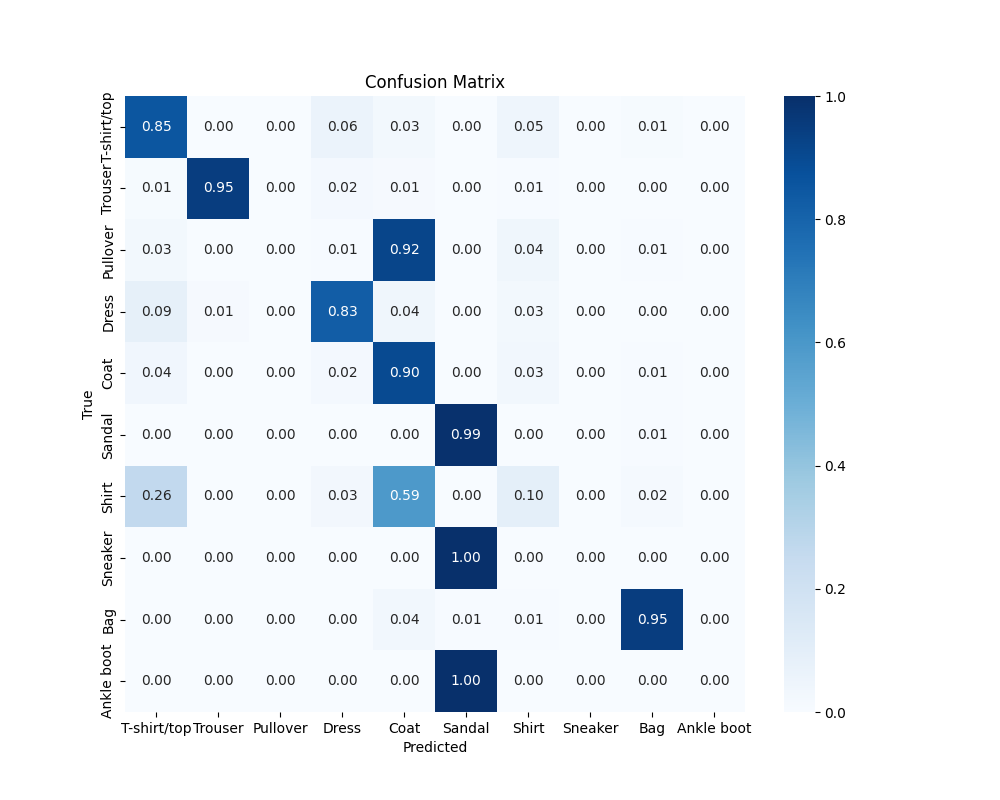 Confusion Matrix
T-shirt/top 0.85 0.00 0.00 0.06 0.03 0.00 0.05 0.00 0.01 0.00
Trouser 0.01 0.95 0.00 0.02 0.01 0.00 0.01 0.00 0.00 0.00
Pullover 0.03 0.00 0.00 0.01 0.92 0.00 0.04 0.00 0.01 0.00
Dress 0.09 0.01 0.00 0.83 0.04 0.00 0.03 0.00 0.00 0.00
Coat 0.04 0.00 0.00 0.02 0.90 0.00 0.03 0.00 0.01 0.00
True
Sandal 0.00 0.00 0.00 0.00 0.00 0.99 0.00 0.00 0.01 0.00
Shirt 0.26 0.00 0.00 0.03 0.59 0.00 0.10 0.00 0.02 0.00
Sneaker 0.00 0.00 0.00 0.00 0.00 1.00 0.00 0.00 0.00 0.00
Bag 0.00 0.00 0.00 0.00 0.04 0.01 0.01 0.00 0.95 0.00
Ankle boot 0.00 0.00 0.00 0.00 0.00 1.00 0.00 0.00 0.00 0.00
T-shirt/top Trouser Pullover Dress Coat Sandal Shirt Sneaker Bag Ankle boot
Predicted
1.0
0.8
0.6
0.4
0.2
0.0